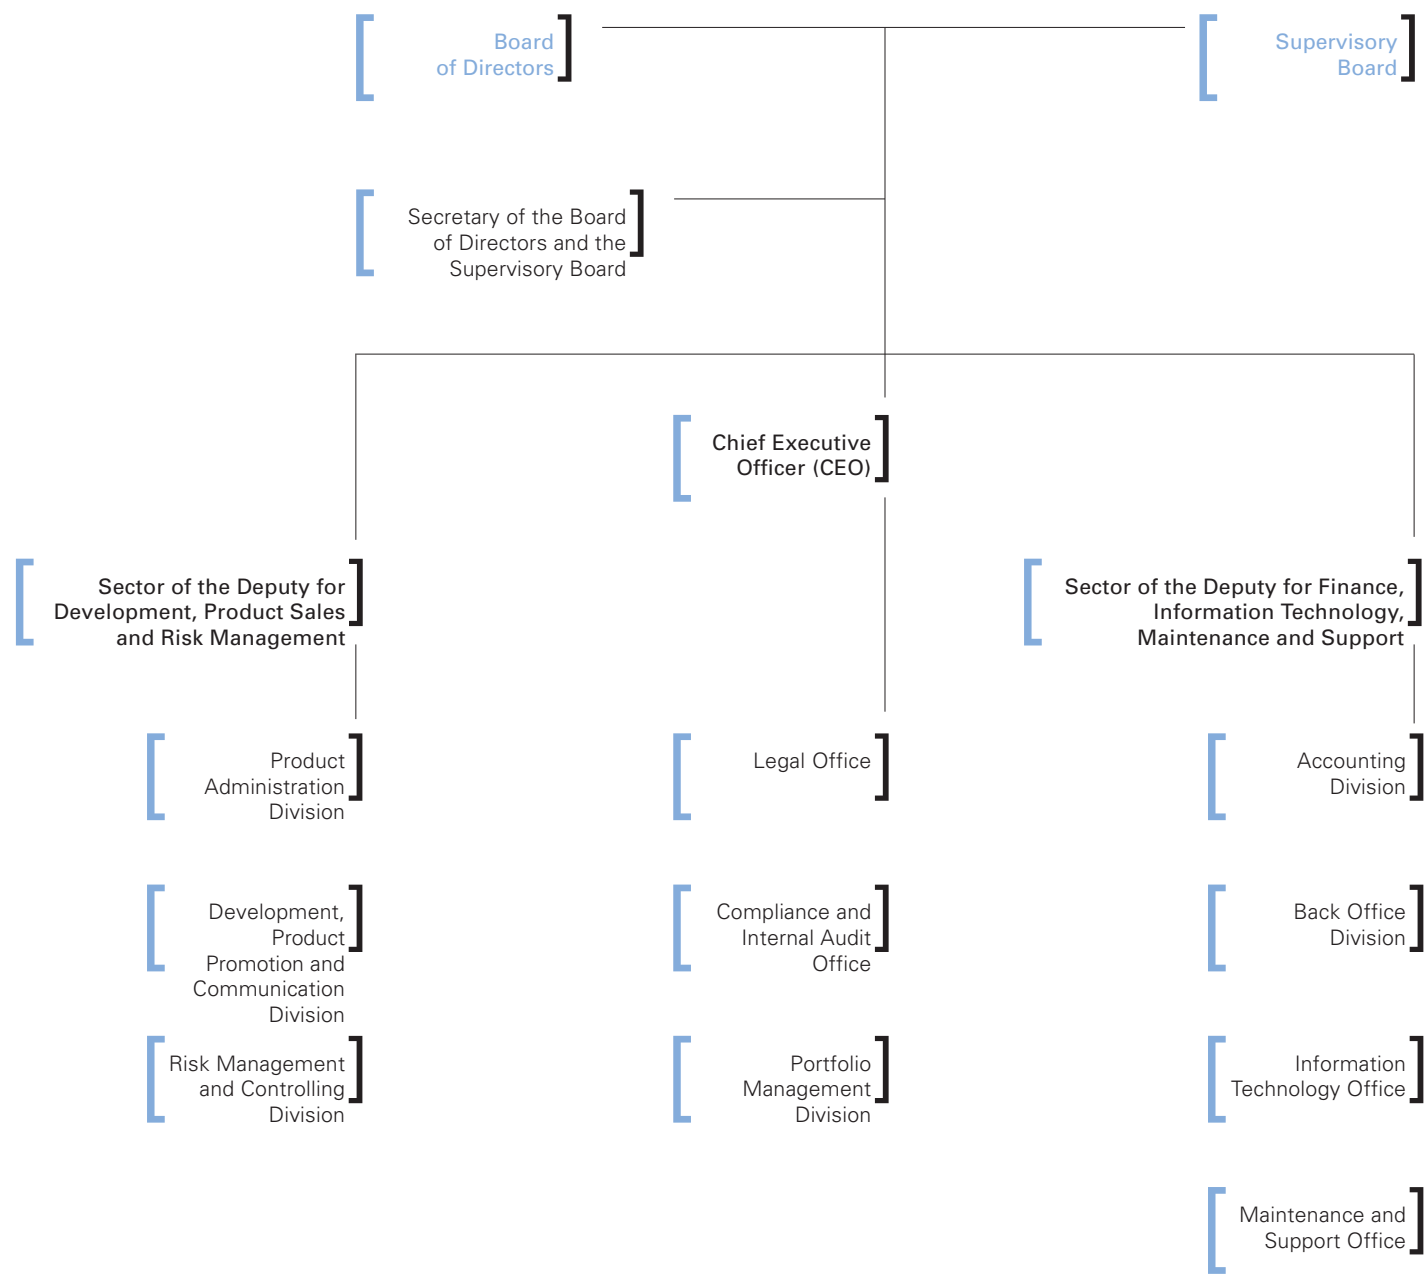 Board
of Directors
Supervisory
Board
Secretary of the Board
of Directors and the
Supervisory Board
Chief Executive
Officer (CEO)
Sector of the Deputy for
Development, Product Sales
and Risk Management
Sector of the Deputy for Finance,
Information Technology,
Maintenance and Support
Product
Administration
Division
Legal Office
Accounting
Division
Development,
Product
Promotion and
Communication
Division
Compliance and
Internal Audit
Office
Back Office
Division
Risk Management
and Controlling
Division
Portfolio
Management
Division
Information
Technology Office
Maintenance and
Support Office